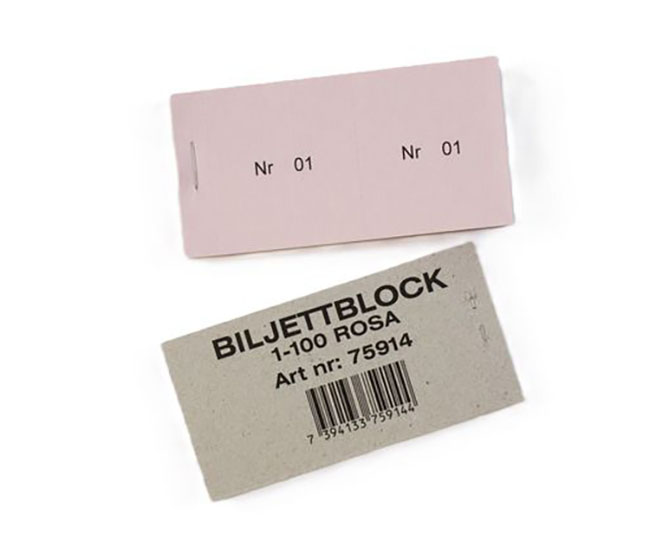 Nr 01 Nr 01
BILJETTBLOCK
1-100 ROSA
Art nr: 75914
7 394133 759144